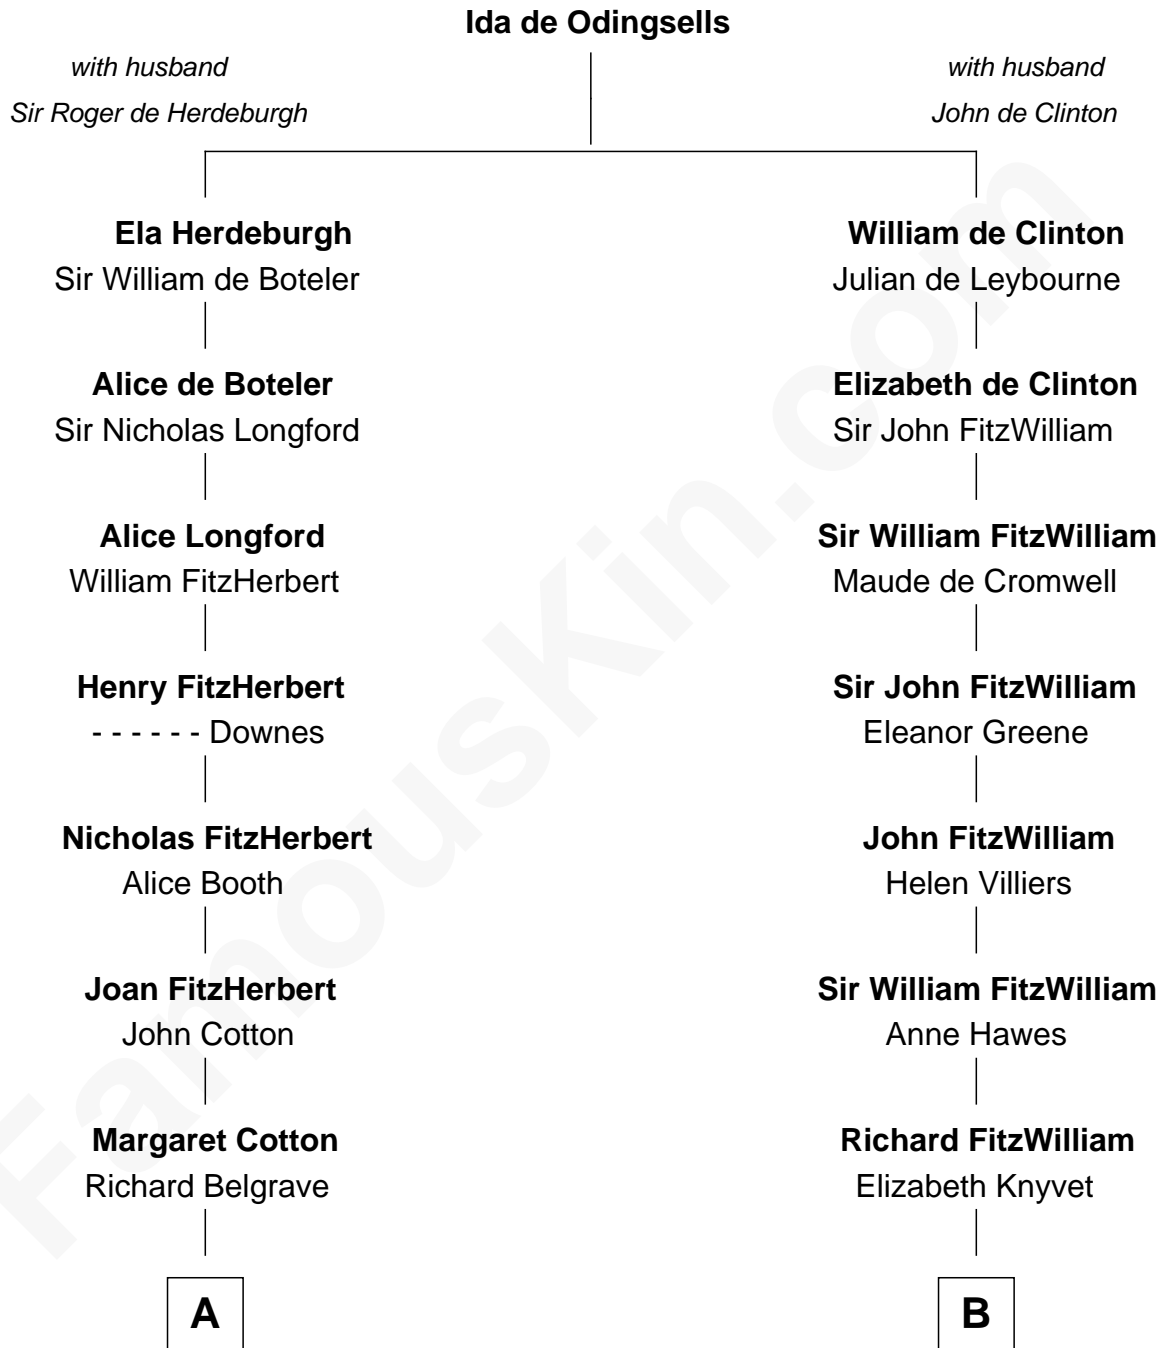 Ida de Odingsells
with husband
Sir Roger de Herdeburgh
with husband
John de Clinton
Ela Herdeburgh
Sir William de Boteler
William de Clinton
Julian de Leybourne
Alice de Boteler
Sir Nicholas Longford
Elizabeth de Clinton
Sir John FitzWilliam
Alice Longford
William FitzHerbert
Sir William FitzWilliam
Maude de Cromwell
Henry FitzHerbert
- - - - - - Downes
Sir John FitzWilliam
Eleanor Greene
Nicholas FitzHerbert
Alice Booth
John FitzWilliam
Helen Villiers
Joan FitzHerbert
John Cotton
Sir William FitzWilliam
Anne Hawes
Margaret Cotton
Richard Belgrave
Richard FitzWilliam
Elizabeth Knyvet
A
B
FamousKin.com